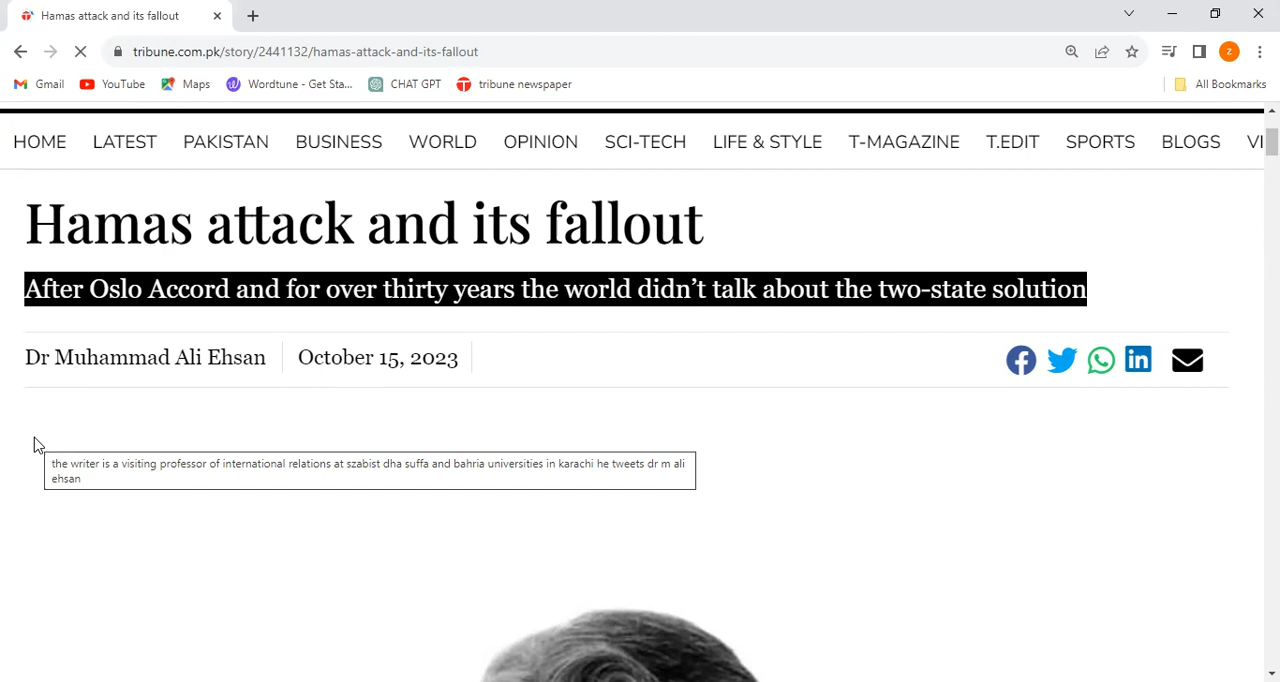 Hamas attack and its fallout
tribune.com.pk/story/2441132/hamas-attack-and-its-fallout
Gmail YouTube Maps Wordtune - Get Sta... CHAT GPT tribune newspaper All Bookmarks
HOME LATEST PAKISTAN BUSINESS WORLD OPINION SCI-TECH LIFE & STYLE T-MAGAZINE T.EDIT SPORTS BLOGS VI
Hamas attack and its fallout
After Oslo Accord and for over thirty years the world didn’t talk about the two-state solution
Dr Muhammad Ali Ehsan October 15, 2023
the writer is a visiting professor of international relations at szabist dha suffa and bahria universities in karachi he tweets dr m ali
ehsan